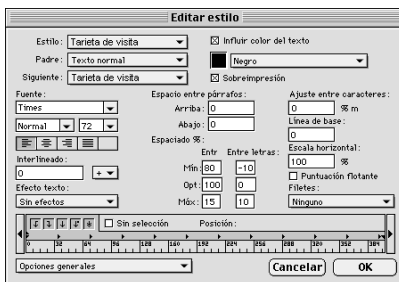 Editar estilo
Estilo: Tarjeta de visita
Influir color del texto
Padre: Texto normal
Negro
Siguiente: Tarjeta de visita
Sobreimpresión
Fuente:
Espacio entre párrafos:
Ajuste entre caracteres:
Times
Arriba: 0
0 % m
Normal 72
Abajo: 0
Línea de base:
0
Espaciado %:
Interlineado:
Entr Entre letras:
Escala horizontal:
0
+
Mín: 80 -10
100 %
Opt: 100 0
Puntuación flotante
Efecto texto:
Filetes:
Sin efectos
Máx: 15 10
Ninguno
Sin selección
Posición:
0 32 64 96 128 160 192 224 256 288 320 352 384
Opciones generales
Cancelar
OK